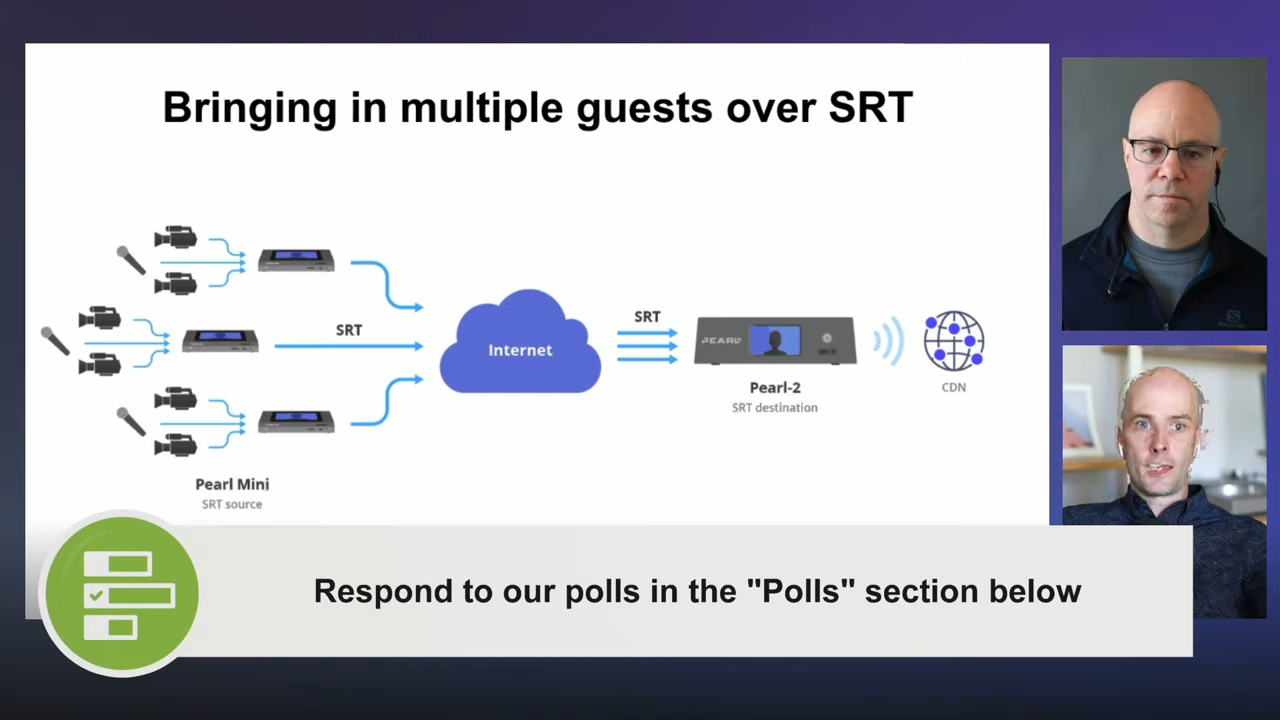 Bringing in multiple guests over SRT
SRT
Internet
SRT
PEARL
Pearl-2
SRT destination
CDN
Pearl Mini
SRT source
Respond to our polls in the "Polls" section below